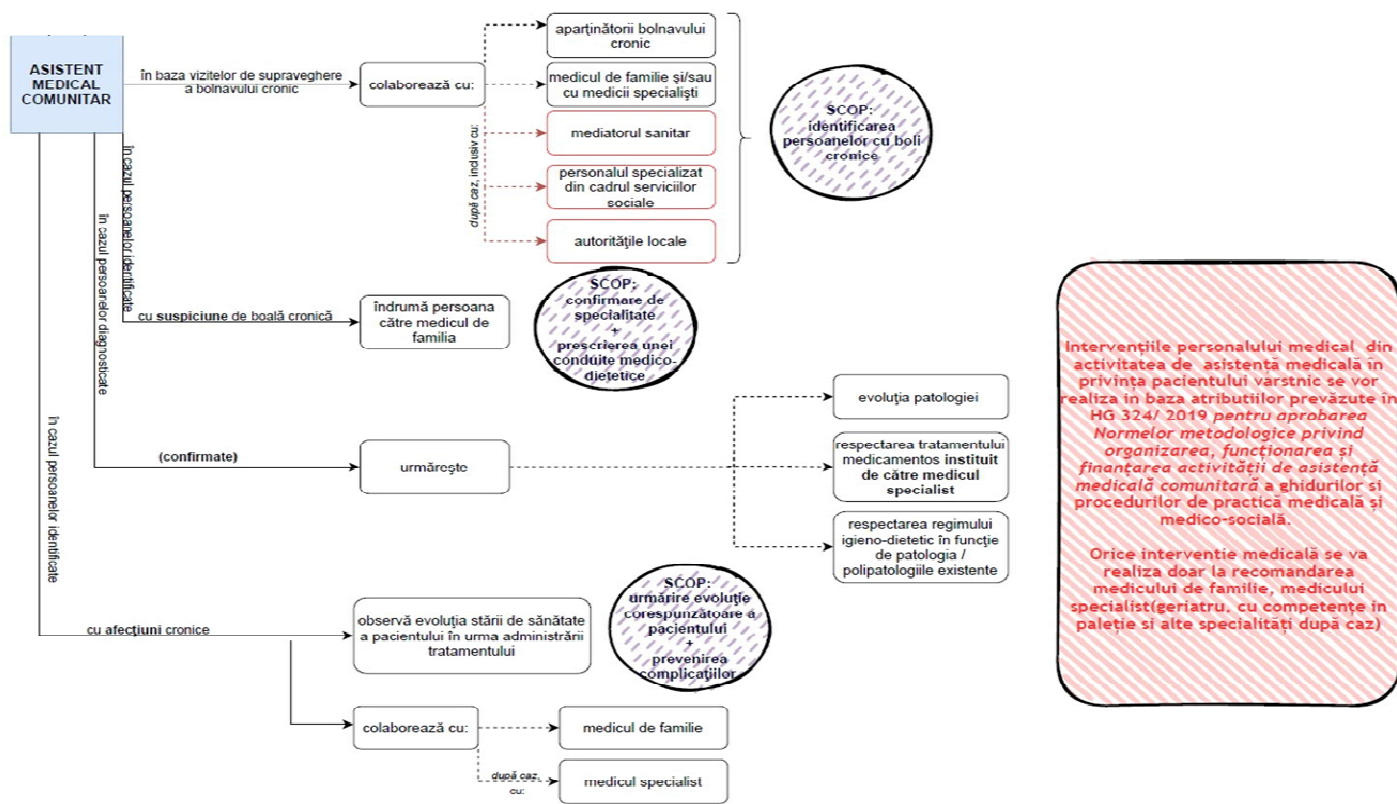 ASISTENT
MEDICAL
COMUNITAR
în baza vizitelor de supraveghere
a bolnavului cronic
colaborează cu:
după caz, inclusiv cu:
aparținătorii bolnavului
cronic
medicul de familie și/sau
cu medicii specialiști
mediatorul sanitar
personalul specializat
din cadrul serviciilor
sociale
autoritățile locale
SCOP:
identificarea
persoanelor cu boli
cronice
în cazul persoanelor identificate
cu suspiciune de boală cronică
îndrumă persoana
către medicul de
familia
SCOP:
confirmare de
specialitate
+
prescrierea unei
conduite medico-
dietetice
în cazul persoanelor diagnosticate
(confirmate)
urmărește
evoluția patologiei
respectarea tratamentului
medicamentos instituit
de către medicul
specialist
respectarea regimului
igieno-dietetic în funcție
de patologia /
polipatologiile existente
în cazul persoanelor identificate
cu afecțiuni cronice
observă evoluția stării de sănătate
a pacientului în urma administrării
tratamentului
SCOP:
urmărire evoluție
corespunzătoare a
pacientului
+
prevenirea
complicațiilor
colaborează cu:
medicul de familie
după caz,
cu:
medicul specialist
Intervențiile personalului medical din
activitatea de asistență medicală în
privința pacientului vârstnic se vor
realiza in baza atributiilor prevăzute în
HG 324/ 2019 pentru aprobarea
Normelor metodologice privind
organizarea, funcționarea și
finanțarea activității de asistență
medicală comunitară a ghidurilor si
procedurilor de practică medicală și
medico-socială.
Orice interventie medicală se va
realiza doar la recomandarea
medicului de familie, medicului
specialist(geriatru, cu competențe in
paleție si alte specialități după caz)